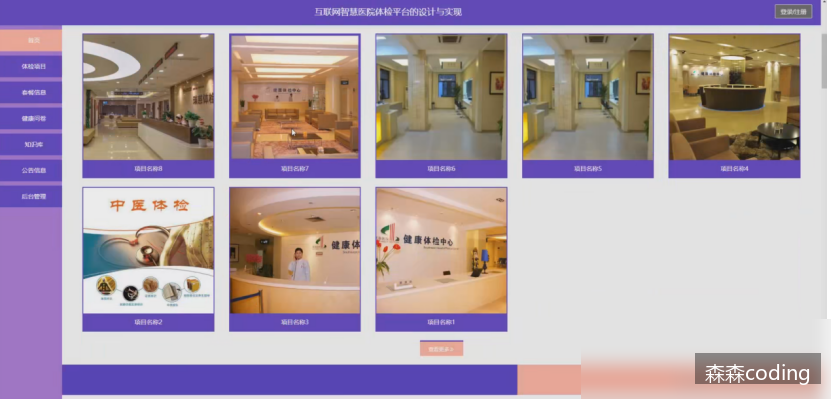 互联网智慧医院体检平台的设计与实现
登录/注册
首页
体检项目
套餐信息
健康问卷
知识库
公告信息
后台管理
项目名称8
健康体检中心
项目名称7
项目名称6
项目名称5
项目名称4
中医体检
项目名称2
健康体
项目名称3
健康体检中心
项目名称1
森森coding